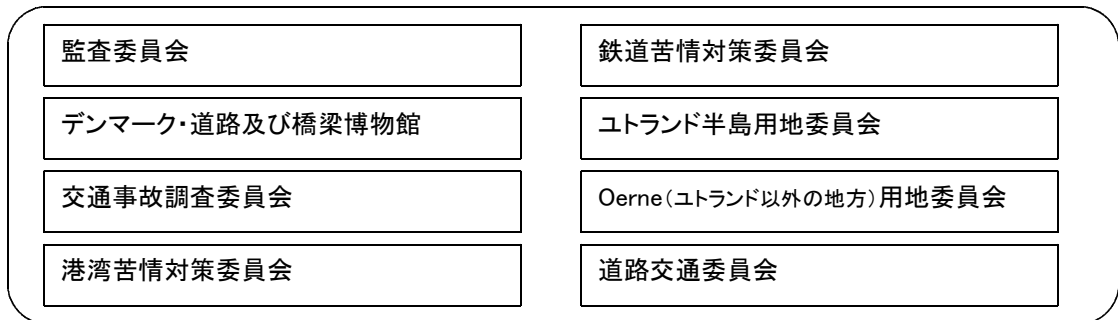 監査委員会
デンマーク・道路及び橋梁博物館
交通事故調査委員会
港湾苦情対策委員会
鉄道苦情対策委員会
ユトランド半島用地委員会
Oerne（ユトランド以外の地方）用地委員会
道路交通委員会